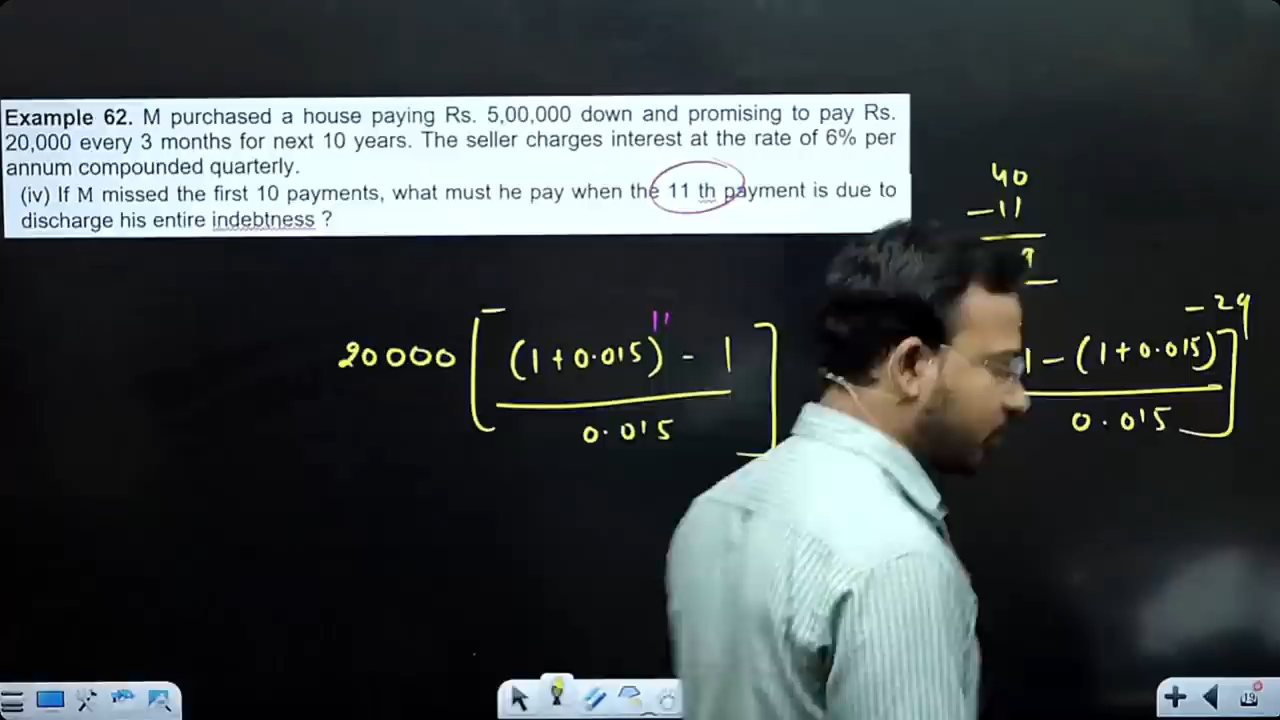 Example 62. M purchased a house paying Rs. 5,00,000 down and promising to pay Rs.
20,000 every 3 months for next 10 years. The seller charges interest at the rate of 6% per
annum compounded quarterly.
(iv) If M missed the first 10 payments, what must he pay when the 11 th payment is due to
discharge his entire indebtness ?
40
-11
9
20000 [ (1+0.015)^11 - 1 ]
0.015
1-(1+0.015)^-29 ]
0.015
19